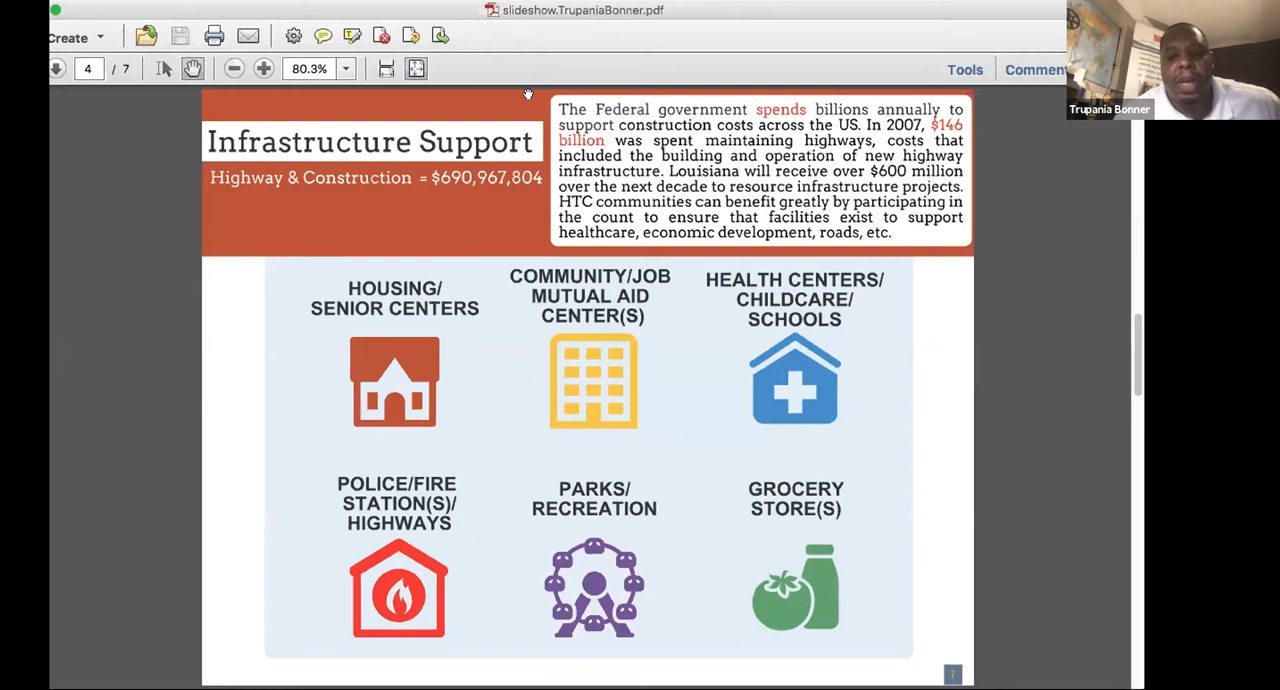 slideshow.TrupaniaBonner.pdf
Create
4 / 7
80.3%
Tools
Comment
Trupania Bonner
Infrastructure Support
Highway & Construction = $690,967,804
The Federal government spends billions annually to
support construction costs across the US. In 2007, $146
billion was spent maintaining highways, costs that
included the building and operation of new highway
infrastructure. Louisiana will receive over $600 million
over the next decade to resource infrastructure projects.
HTC communities can benefit greatly by participating in
the count to ensure that facilities exist to support
healthcare, economic development, roads, etc.
HOUSING/
SENIOR CENTERS
COMMUNITY/JOB
MUTUAL AID
CENTER(S)
HEALTH CENTERS/
CHILDCARE/
SCHOOLS
POLICE/FIRE
STATION(S)/
HIGHWAYS
PARKS/
RECREATION
GROCERY
STORE(S)
7